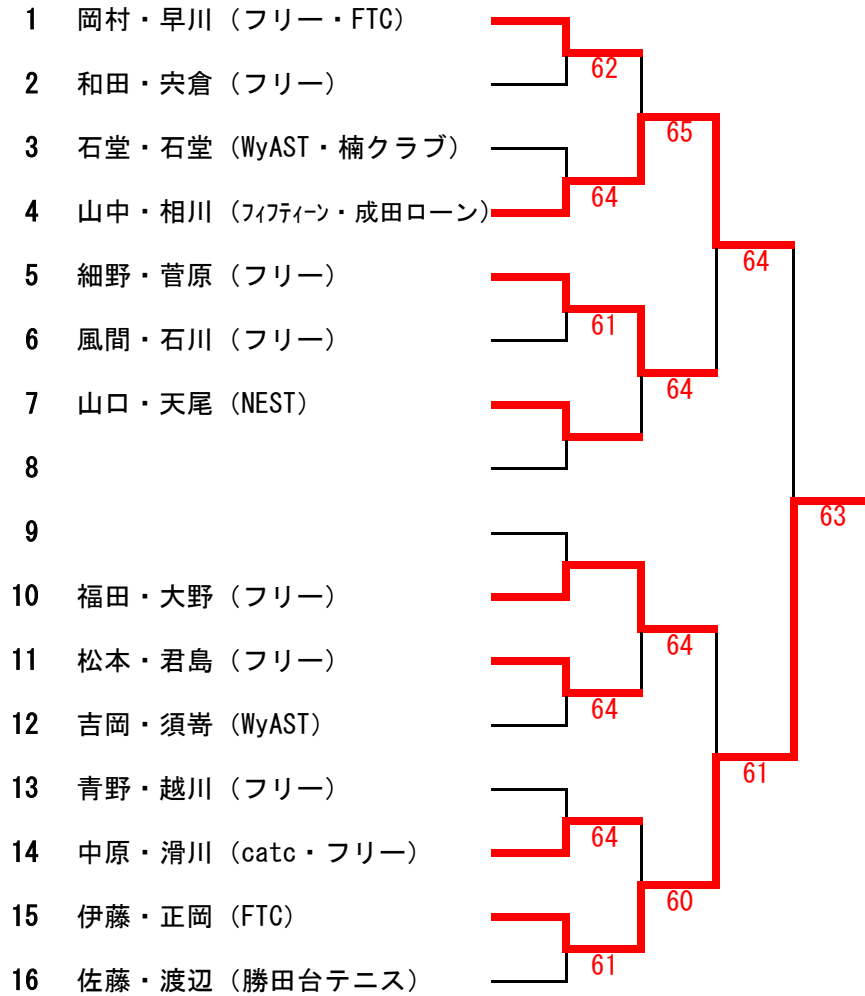 1 岡村・早川 (フリー・FTC)
62
2 和田・宍倉 (フリー)
65
3 石堂・石堂 (WyAST・楠クラブ)
64
4 山中・相川 (フィフティーン・成田ローン)
64
5 細野・菅原 (フリー)
61
6 風間・石川 (フリー)
64
7 山口・天尾 (NEST)
8
63
9
10 福田・大野 (フリー)
64
11 松本・君島 (フリー)
64
12 吉岡・須嵜 (WyAST)
61
13 青野・越川 (フリー)
64
14 中原・滑川 (catc・フリー)
60
15 伊藤・正岡 (FTC)
61
16 佐藤・渡辺 (勝田台テニス)